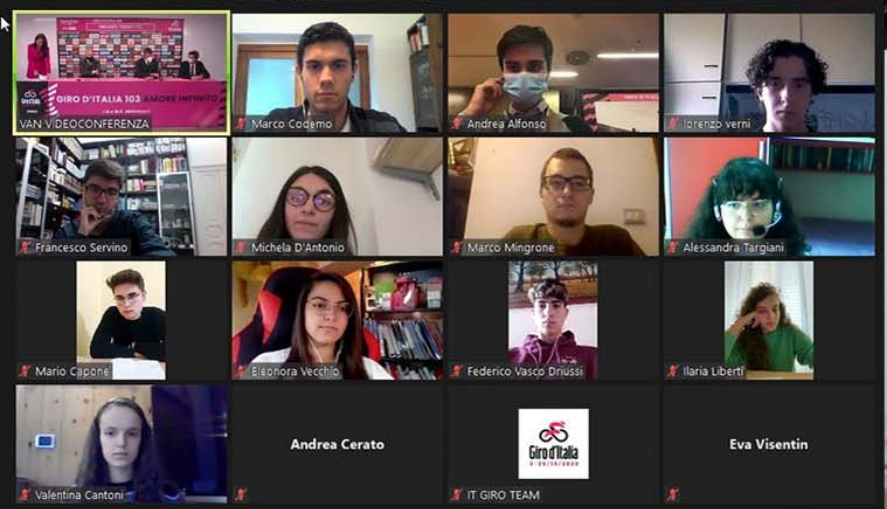 GIRO D'ITALIA 103 AMORE INFINITO
VAN VIDEOCONFERENZA
Marco Codemo
Andrea Alfonso
lorenzo verni
Francesco Servino
Michela D'Antonio
Marco Mingrone
Alessandra Targiani
Mario Capone
Eleonora Vecchio
Federico Vasco Driussi
Ilaria Liberti
Valentina Cantoni
Andrea Cerato
Giro d'Italia
IT GIRO TEAM
Eva Visentin